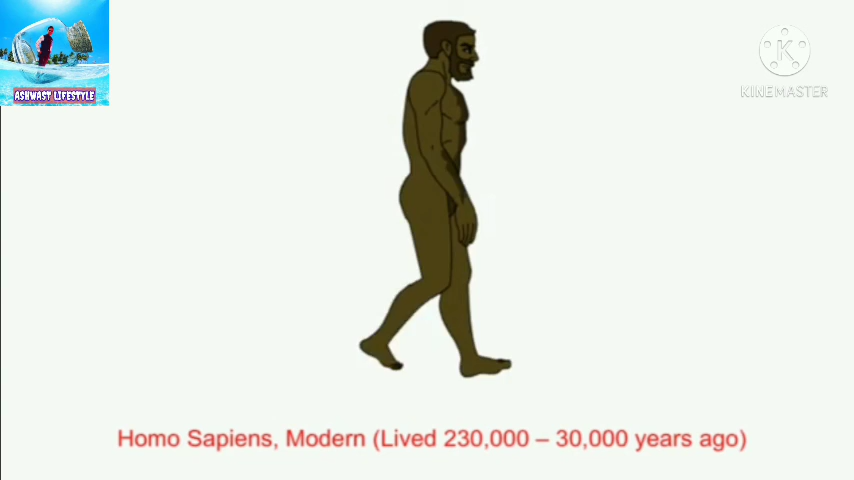 ASHWAST LIFESTYLE
K
KINEMASTER
Homo Sapiens, Modern (Lived 230,000 – 30,000 years ago)